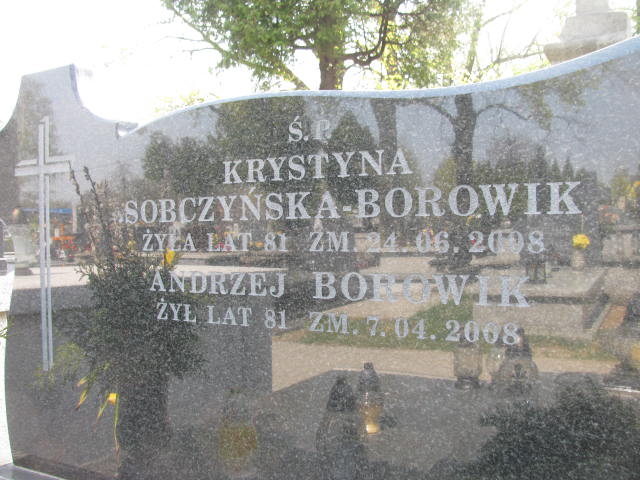 Ś.P.
KRYSTYNA
SOBCZYŃSKA-BOROWIK
ŻYŁA LAT 81 ZM. 24.06.2008
ANDRZEJ BOROWIK
ŻYŁ LAT 81 ZM. 7.04.2008